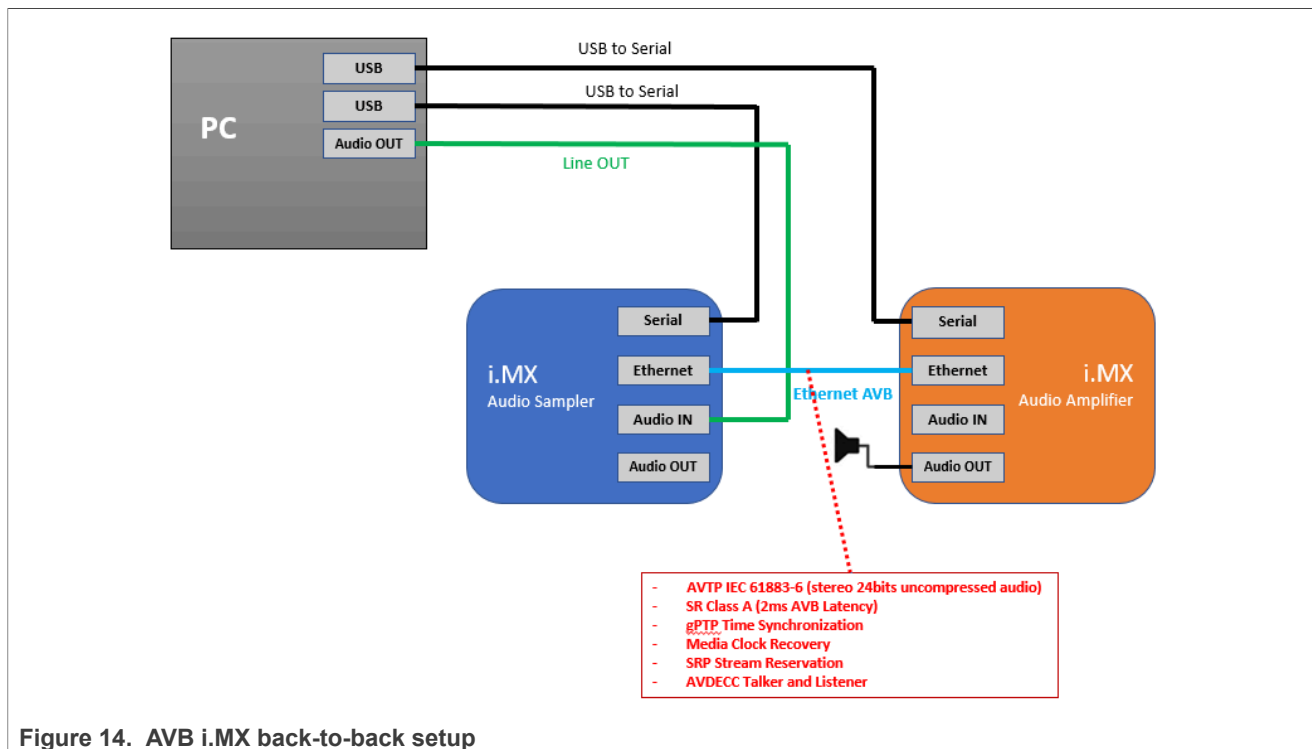 USB to Serial
USB
USB to Serial
USB
PC
Audio OUT
Line OUT
Serial
Ethernet
i.MX
Audio Sampler
Audio IN
Audio OUT
Ethernet AVB
Serial
Ethernet
i.MX
Audio Amplifier
Audio IN
Audio OUT
- AVTP IEC 61883-6 (stereo 24bits uncompressed audio)
- SR Class A (2ms AVB Latency)
- gPTP Time Synchronization
- Media Clock Recovery
- SRP Stream Reservation
- AVDECC Talker and Listener
Figure 14. AVB i.MX back-to-back setup